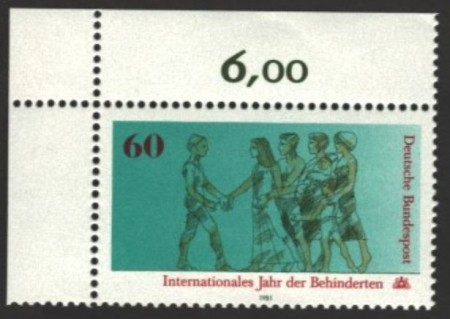 6,00
60
Deutsche Bundespost
Internationales Jahr der Behinderten
1981